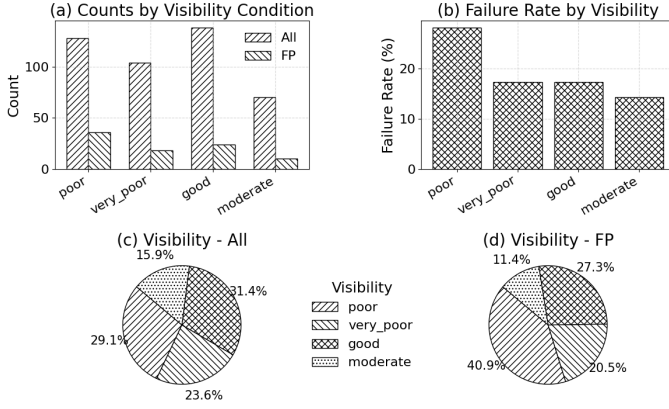 (a) Counts by Visibility Condition
Count
100
50
0
All
FP
poor
very_poor
good
moderate
(b) Failure Rate by Visibility
Failure Rate (%)
20
10
0
poor
very_poor
good
moderate
(c) Visibility - All
15.9%
31.4%
29.1%
23.6%
Visibility
poor
very_poor
good
moderate
(d) Visibility - FP
11.4%
27.3%
40.9%
20.5%